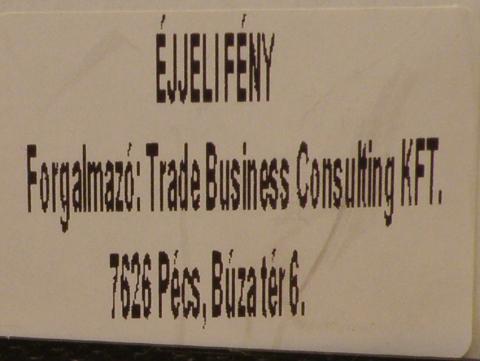 ÉJJELI FÉNY
Forgalmazó: Trade Business Consulting KFT.
7626 Pécs, Búza tér 6.